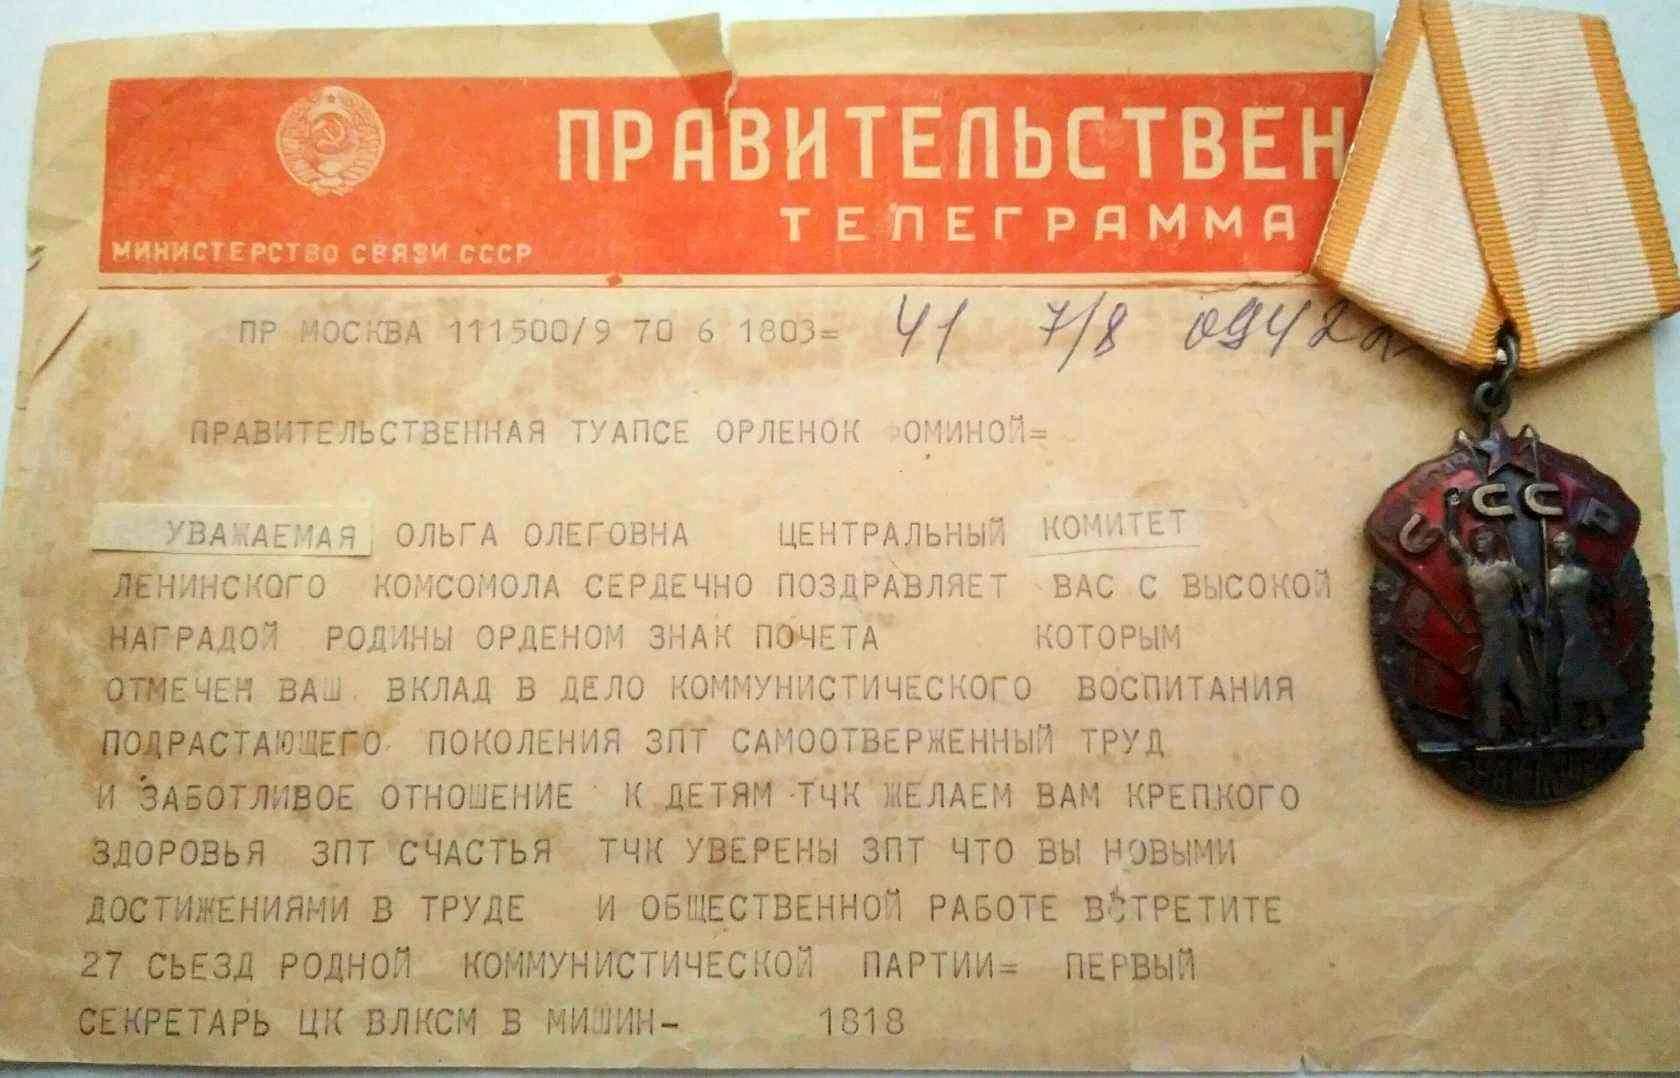 ПРАВИТЕЛЬСТВЕН
ТЕЛЕГРАММА
МИНИСТЕРСТВО СВЯЗИ СССР
ПР МОСКВА 111500/9 70 6 1803= 41 7/8 0942
ПРАВИТЕЛЬСТВЕННАЯ ТУАПСЕ ОРЛЕНОК ФОМИНОЙ=
УВАЖАЕМАЯ ОЛЬГА ОЛЕГОВНА ЦЕНТРАЛЬНЫЙ КОМИТЕТ
ЛЕНИНСКОГО КОМСОМОЛА СЕРДЕЧНО ПОЗДРАВЛЯЕТ ВАС С ВЫСОКОЙ
НАГРАДОЙ РОДИНЫ ОРДЕНОМ ЗНАК ПОЧЕТА КОТОРЫМ
ОТМЕЧЕН ВАШ ВКЛАД В ДЕЛО КОММУНИСТИЧЕСКОГО ВОСПИТАНИЯ
ПОДРАСТАЮЩЕГО ПОКОЛЕНИЯ ЗПТ САМООТВЕРЖЕННЫЙ ТРУД
И ЗАБОТЛИВОЕ ОТНОШЕНИЕ К ДЕТЯМ ТЧК ЖЕЛАЕМ ВАМ КРЕПКОГО
ЗДОРОВЬЯ ЗПТ СЧАСТЬЯ ТЧК УВЕРЕНЫ ЗПТ ЧТО ВЫ НОВЫМИ
ДОСТИЖЕНИЯМИ В ТРУДЕ И ОБЩЕСТВЕННОЙ РАБОТЕ ВСТРЕТИТЕ
27 СЬЕЗД РОДНОЙ КОММУНИСТИЧЕСКОЙ ПАРТИИ= ПЕРВЫЙ
СЕКРЕТАРЬ ЦК ВЛКСМ В МИШИН- 1818
СССР